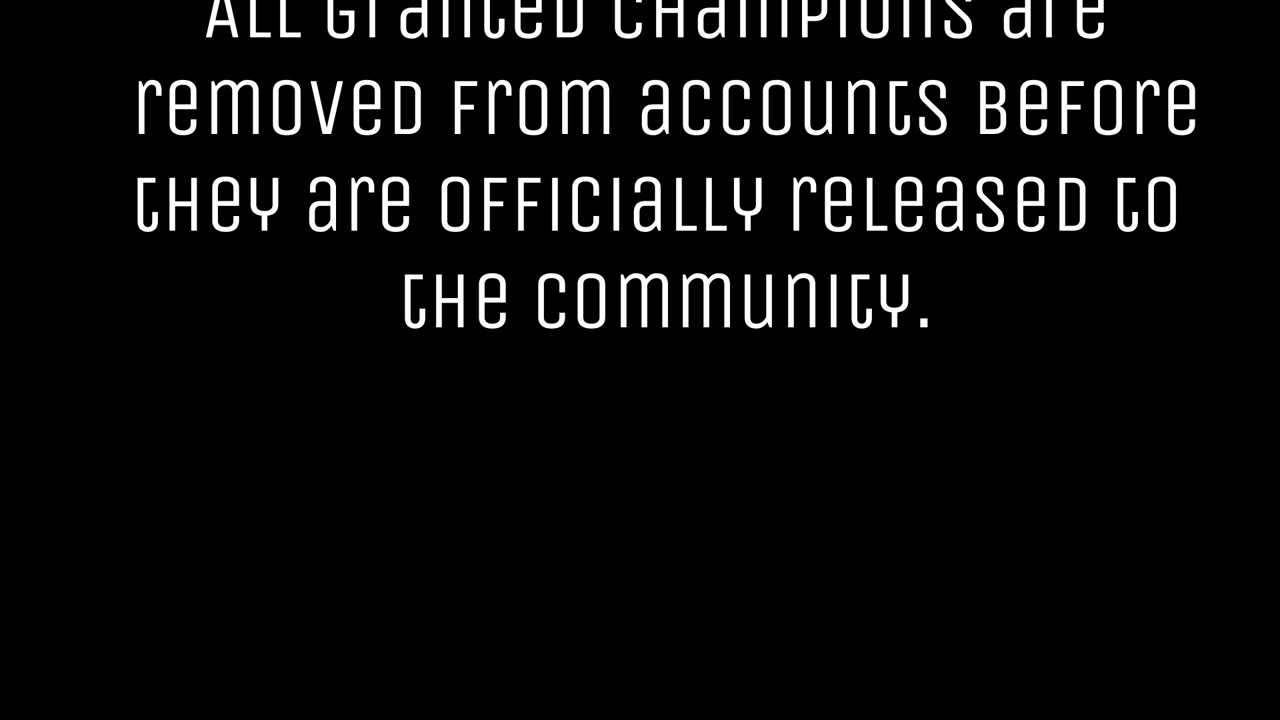 All granted champions are
removed from accounts before
they are officially released to
the community.